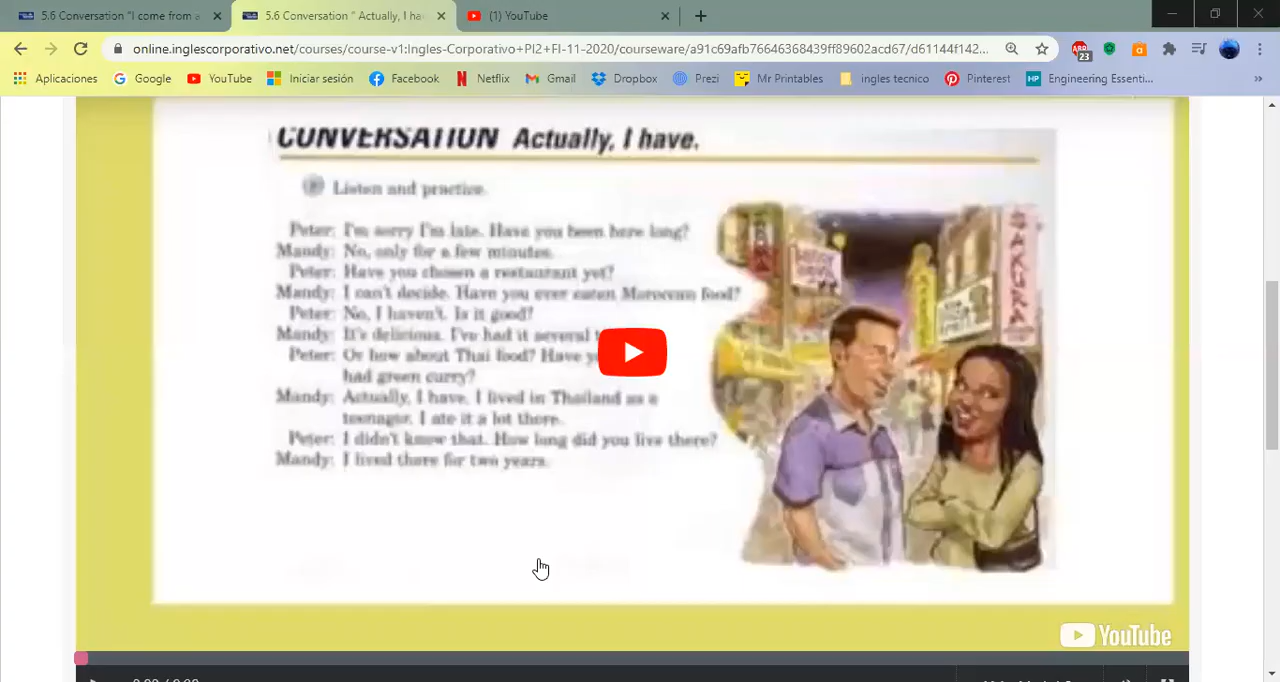 5.6 Conversation "I come from a
5.6 Conversation " Actually, I ha
(1) YouTube
online.inglescorporativo.net/courses/course-v1:Ingles-Corporativo+PI2+FI-11-2020/courseware/a91c69afb76646368439ff89602acd67/d61144f142...
ABP
23
Aplicaciones
Google
YouTube
Iniciar sesión
Facebook
Netflix
Gmail
Dropbox
Prezi
Mr Printables
ingles tecnico
Pinterest
HP
Engineering Essenti...
»
CONVERSATION Actually, I have.
Listen and practice.
Peter: I'm sorry I'm late. Have you been here long?
Mandy: No, only for a few minutes.
Peter: Have you chosen a restaurant yet?
Mandy: I can't decide. Have you ever eaten Moroccan food?
Peter: No, I haven't. Is it good?
Mandy: It's delicious. I've had it several
Peter: Or how about Thai food? Have
had green curry?
Mandy: Actually, I have. I lived in Thailand as a
teenager. I ate it a lot there.
Peter: I didn't know that. How long did you live there?
Mandy: I lived there for two years.
SAKURA
YouTube